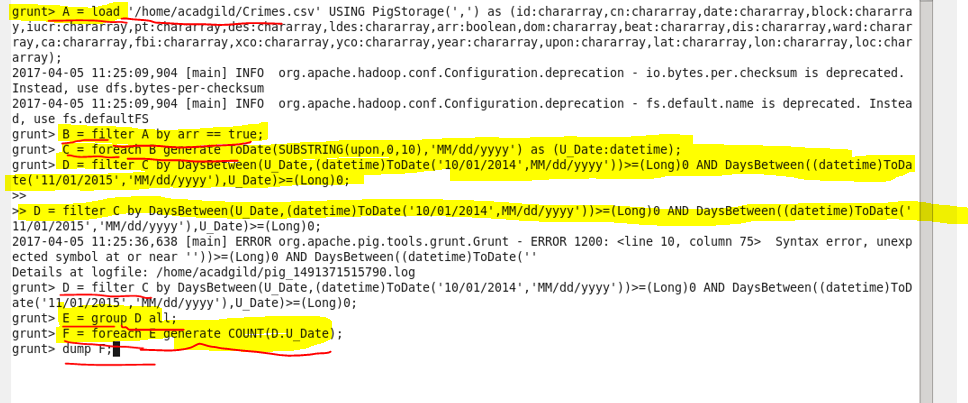 grunt> A = load '/home/acadgild/Crimes.csv' USING PigStorage(',') as (id:chararray,cn:chararray,date:chararray,block:chararra
y,iucr:chararray,pt:chararray,des:chararray,ldes:chararray,arr:boolean,dom:chararray,beat:chararray,dis:chararray,ward:charar
ray,ca:chararray,fbi:chararray,xco:chararray,yco:chararray,year:chararray,upon:chararray,lat:chararray,lon:chararray,loc:char
array);
2017-04-05 11:25:09,904 [main] INFO  org.apache.hadoop.conf.Configuration.deprecation - io.bytes.per.checksum is deprecated.
Instead, use dfs.bytes-per-checksum
2017-04-05 11:25:09,904 [main] INFO  org.apache.hadoop.conf.Configuration.deprecation - fs.default.name is deprecated. Instea
d, use fs.defaultFS
grunt> B = filter A by arr == true;
grunt> C = foreach B generate ToDate(SUBSTRING(upon,0,10),'MM/dd/yyyy') as (U_Date:datetime);
grunt> D = filter C by DaysBetween(U_Date,(datetime)ToDate('10/01/2014',MM/dd/yyyy'))>=(Long)0 AND DaysBetween((datetime)ToDa
te('11/01/2015','MM/dd/yyyy'),U_Date)>=(Long)0;
>>
>> D = filter C by DaysBetween(U_Date,(datetime)ToDate('10/01/2014',MM/dd/yyyy'))>=(Long)0 AND DaysBetween((datetime)ToDate('
11/01/2015','MM/dd/yyyy'),U_Date)>=(Long)0;
2017-04-05 11:25:36,638 [main] ERROR org.apache.pig.tools.grunt.Grunt - ERROR 1200: <line 10, column 75>  Syntax error, unexp
ected symbol at or near ''))>=(Long)0 AND DaysBetween((datetime)ToDate(''
Details at logfile: /home/acadgild/pig_1491371515790.log
grunt> D = filter C by DaysBetween(U_Date,(datetime)ToDate('10/01/2014','MM/dd/yyyy'))>=(Long)0 AND DaysBetween((datetime)ToD
ate('11/01/2015','MM/dd/yyyy'),U_Date)>=(Long)0;
grunt> E = group D all;
grunt> F = foreach E generate COUNT(D.U_Date);
grunt> dump F;